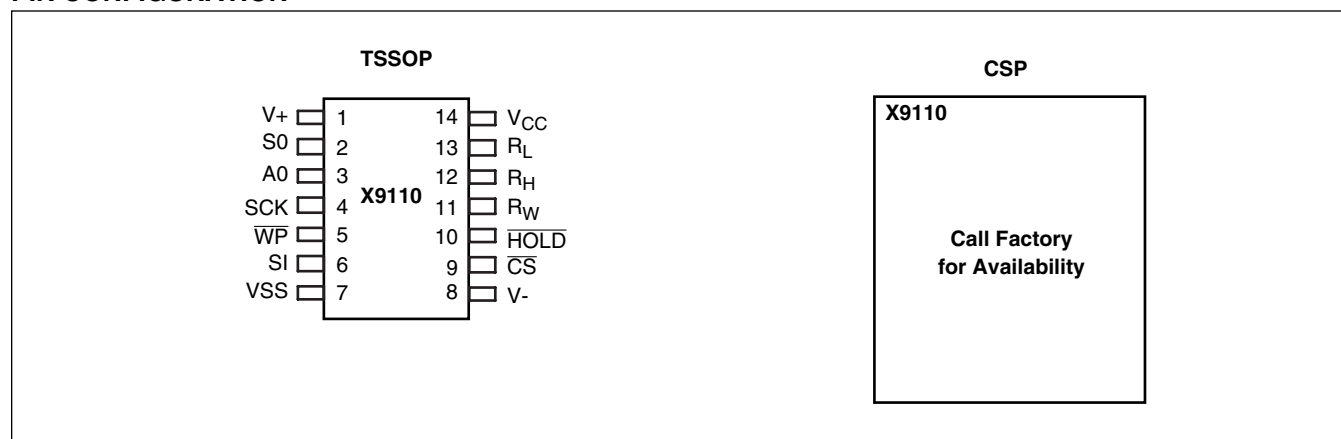 TSSOP
V+ 1 14 VCC
S0 2 13 RL
A0 3 12 RH
X9110
SCK 4 11 RW
WP 5 10 HOLD
SI 6 9 CS
VSS 7 8 V-
CSP
X9110
Call Factory
for Availability